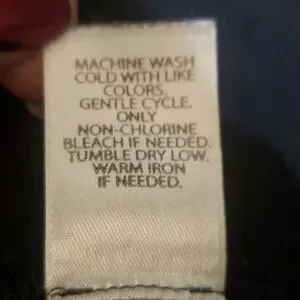 MACHINE WASH
COLD WITH LIKE
COLORS.
GENTLE CYCLE.
ONLY
NON-CHLORINE
BLEACH IF NEEDED.
TUMBLE DRY LOW.
WARM IRON
IF NEEDED.